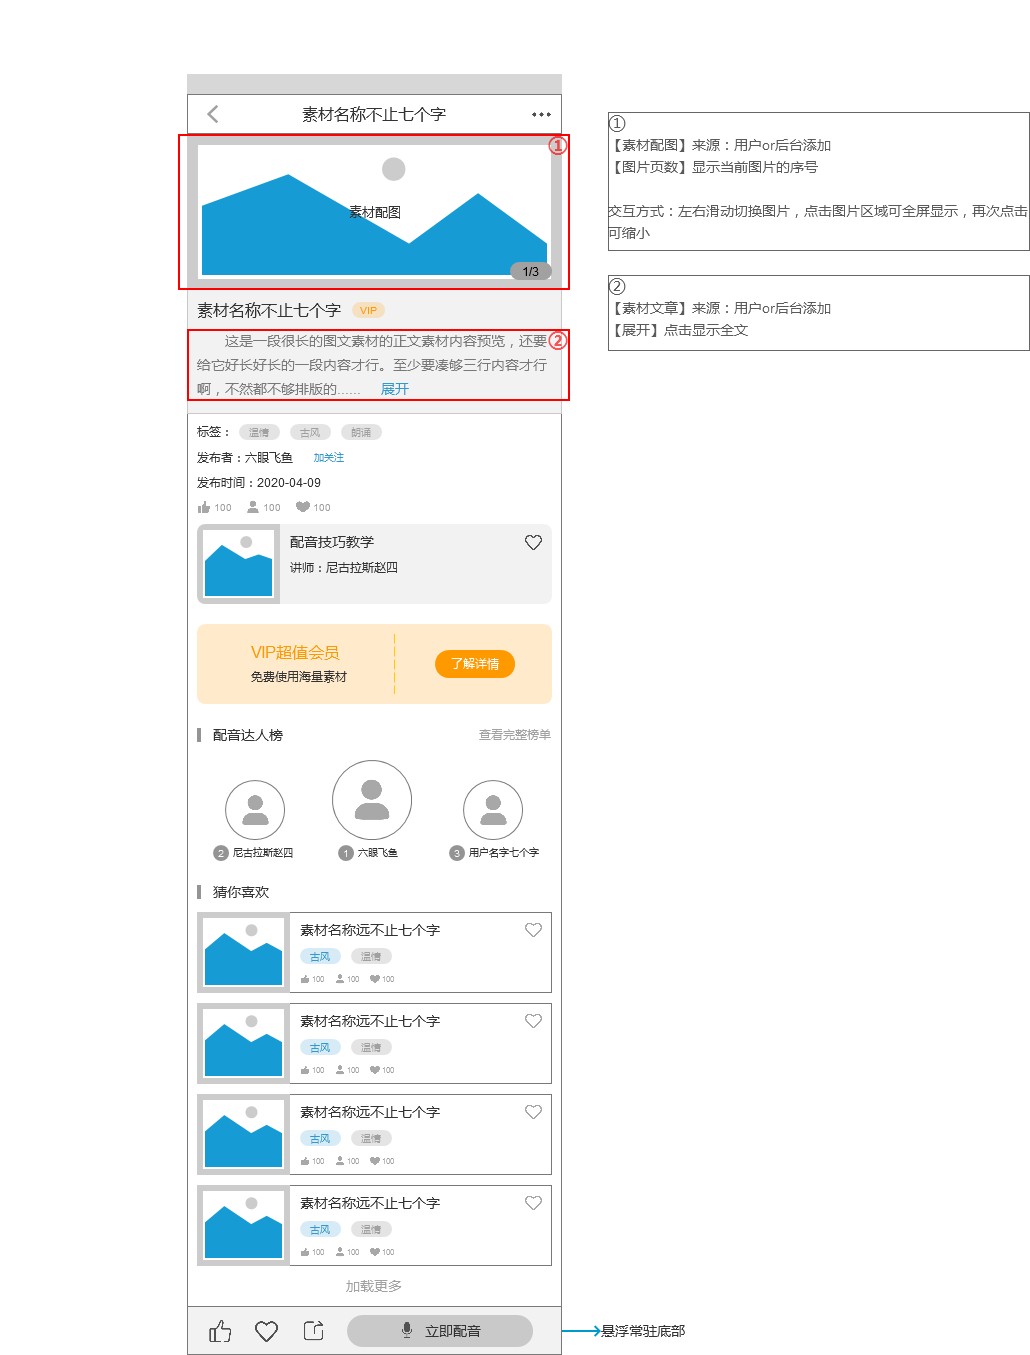 素材名称不止七个字
①
素材配图
1/3
素材名称不止七个字 VIP
这是一段很长的图文素材的正文素材内容预览，还要
②
给它好长好长的一段内容才行。至少要凑够三行内容才行
啊，不然都不够排版的...... 展开
标签： 温情 古风 朗诵
发布者：六眼飞鱼 加关注
发布时间：2020-04-09
100 100 100
配音技巧教学
讲师：尼古拉斯赵四
VIP超值会员
免费使用海量素材
了解详情
配音达人榜 查看完整榜单
2 尼古拉斯赵四 1 六眼飞鱼 3 用户名字七个字
猜你喜欢
素材名称远不止七个字
古风 温情
100 100 100
素材名称远不止七个字
古风 温情
100 100 100
素材名称远不止七个字
古风 温情
100 100 100
素材名称远不止七个字
古风 温情
100 100 100
加载更多
立即配音
①
【素材配图】来源：用户or后台添加
【图片页数】显示当前图片的序号
交互方式：左右滑动切换图片，点击图片区域可全屏显示，再次点击
可缩小
②
【素材文章】来源：用户or后台添加
【展开】点击显示全文
悬浮常驻底部